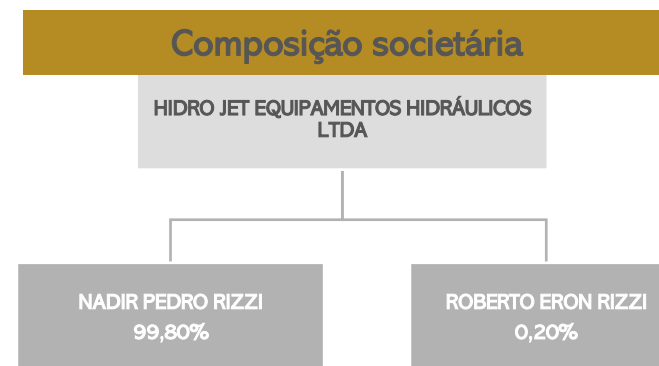 Composição societária
HIDRO JET EQUIPAMENTOS HIDRÁULICOS
LTDA
NADIR PEDRO RIZZI
99,80%
ROBERTO ERON RIZZI
0,20%